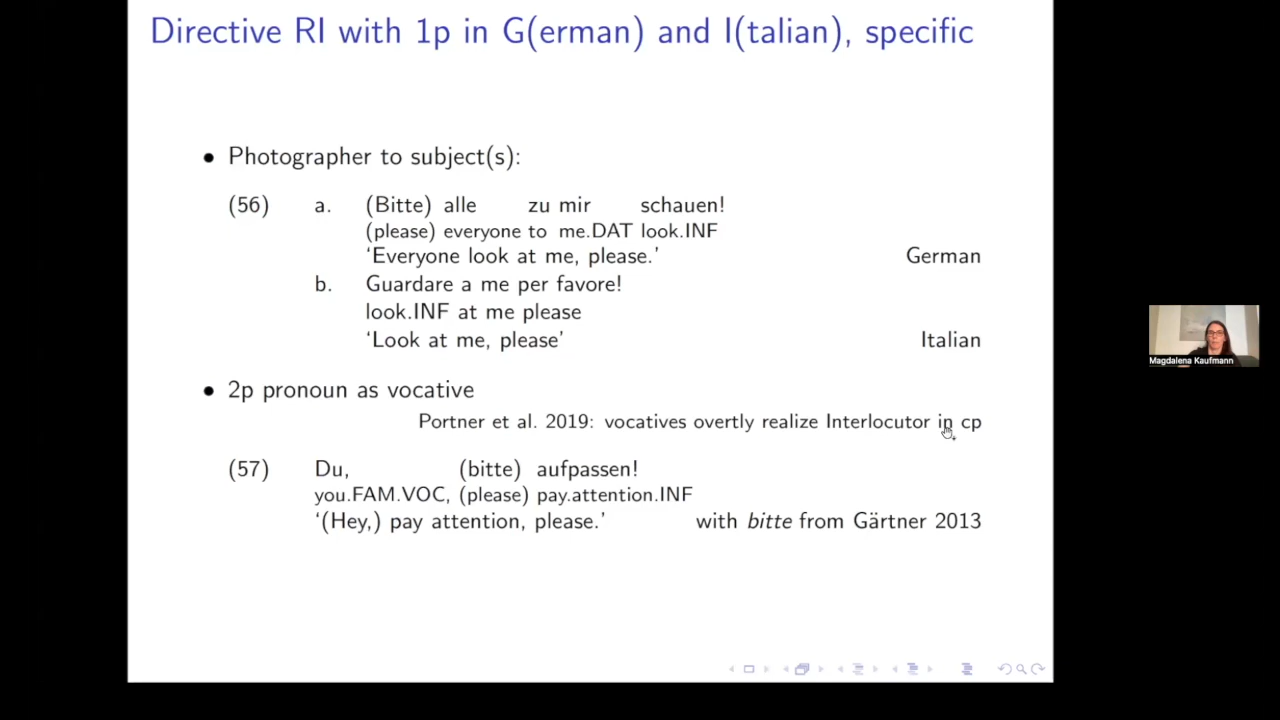 Directive RI with 1p in G(erman) and I(talian), specific
• Photographer to subject(s):
(56) a. (Bitte) alle zu mir schauen!
(please) everyone to me.DAT look.INF
‘Everyone look at me, please.’ German
b. Guardare a me per favore!
look.INF at me please
‘Look at me, please’ Italian
• 2p pronoun as vocative
Portner et al. 2019: vocatives overtly realize Interlocutor in cp
(57) Du, (bitte) aufpassen!
you.FAM.VOC, (please) pay.attention.INF
‘(Hey,) pay attention, please.’ with bitte from Gärtner 2013
Magdalena Kaufmann